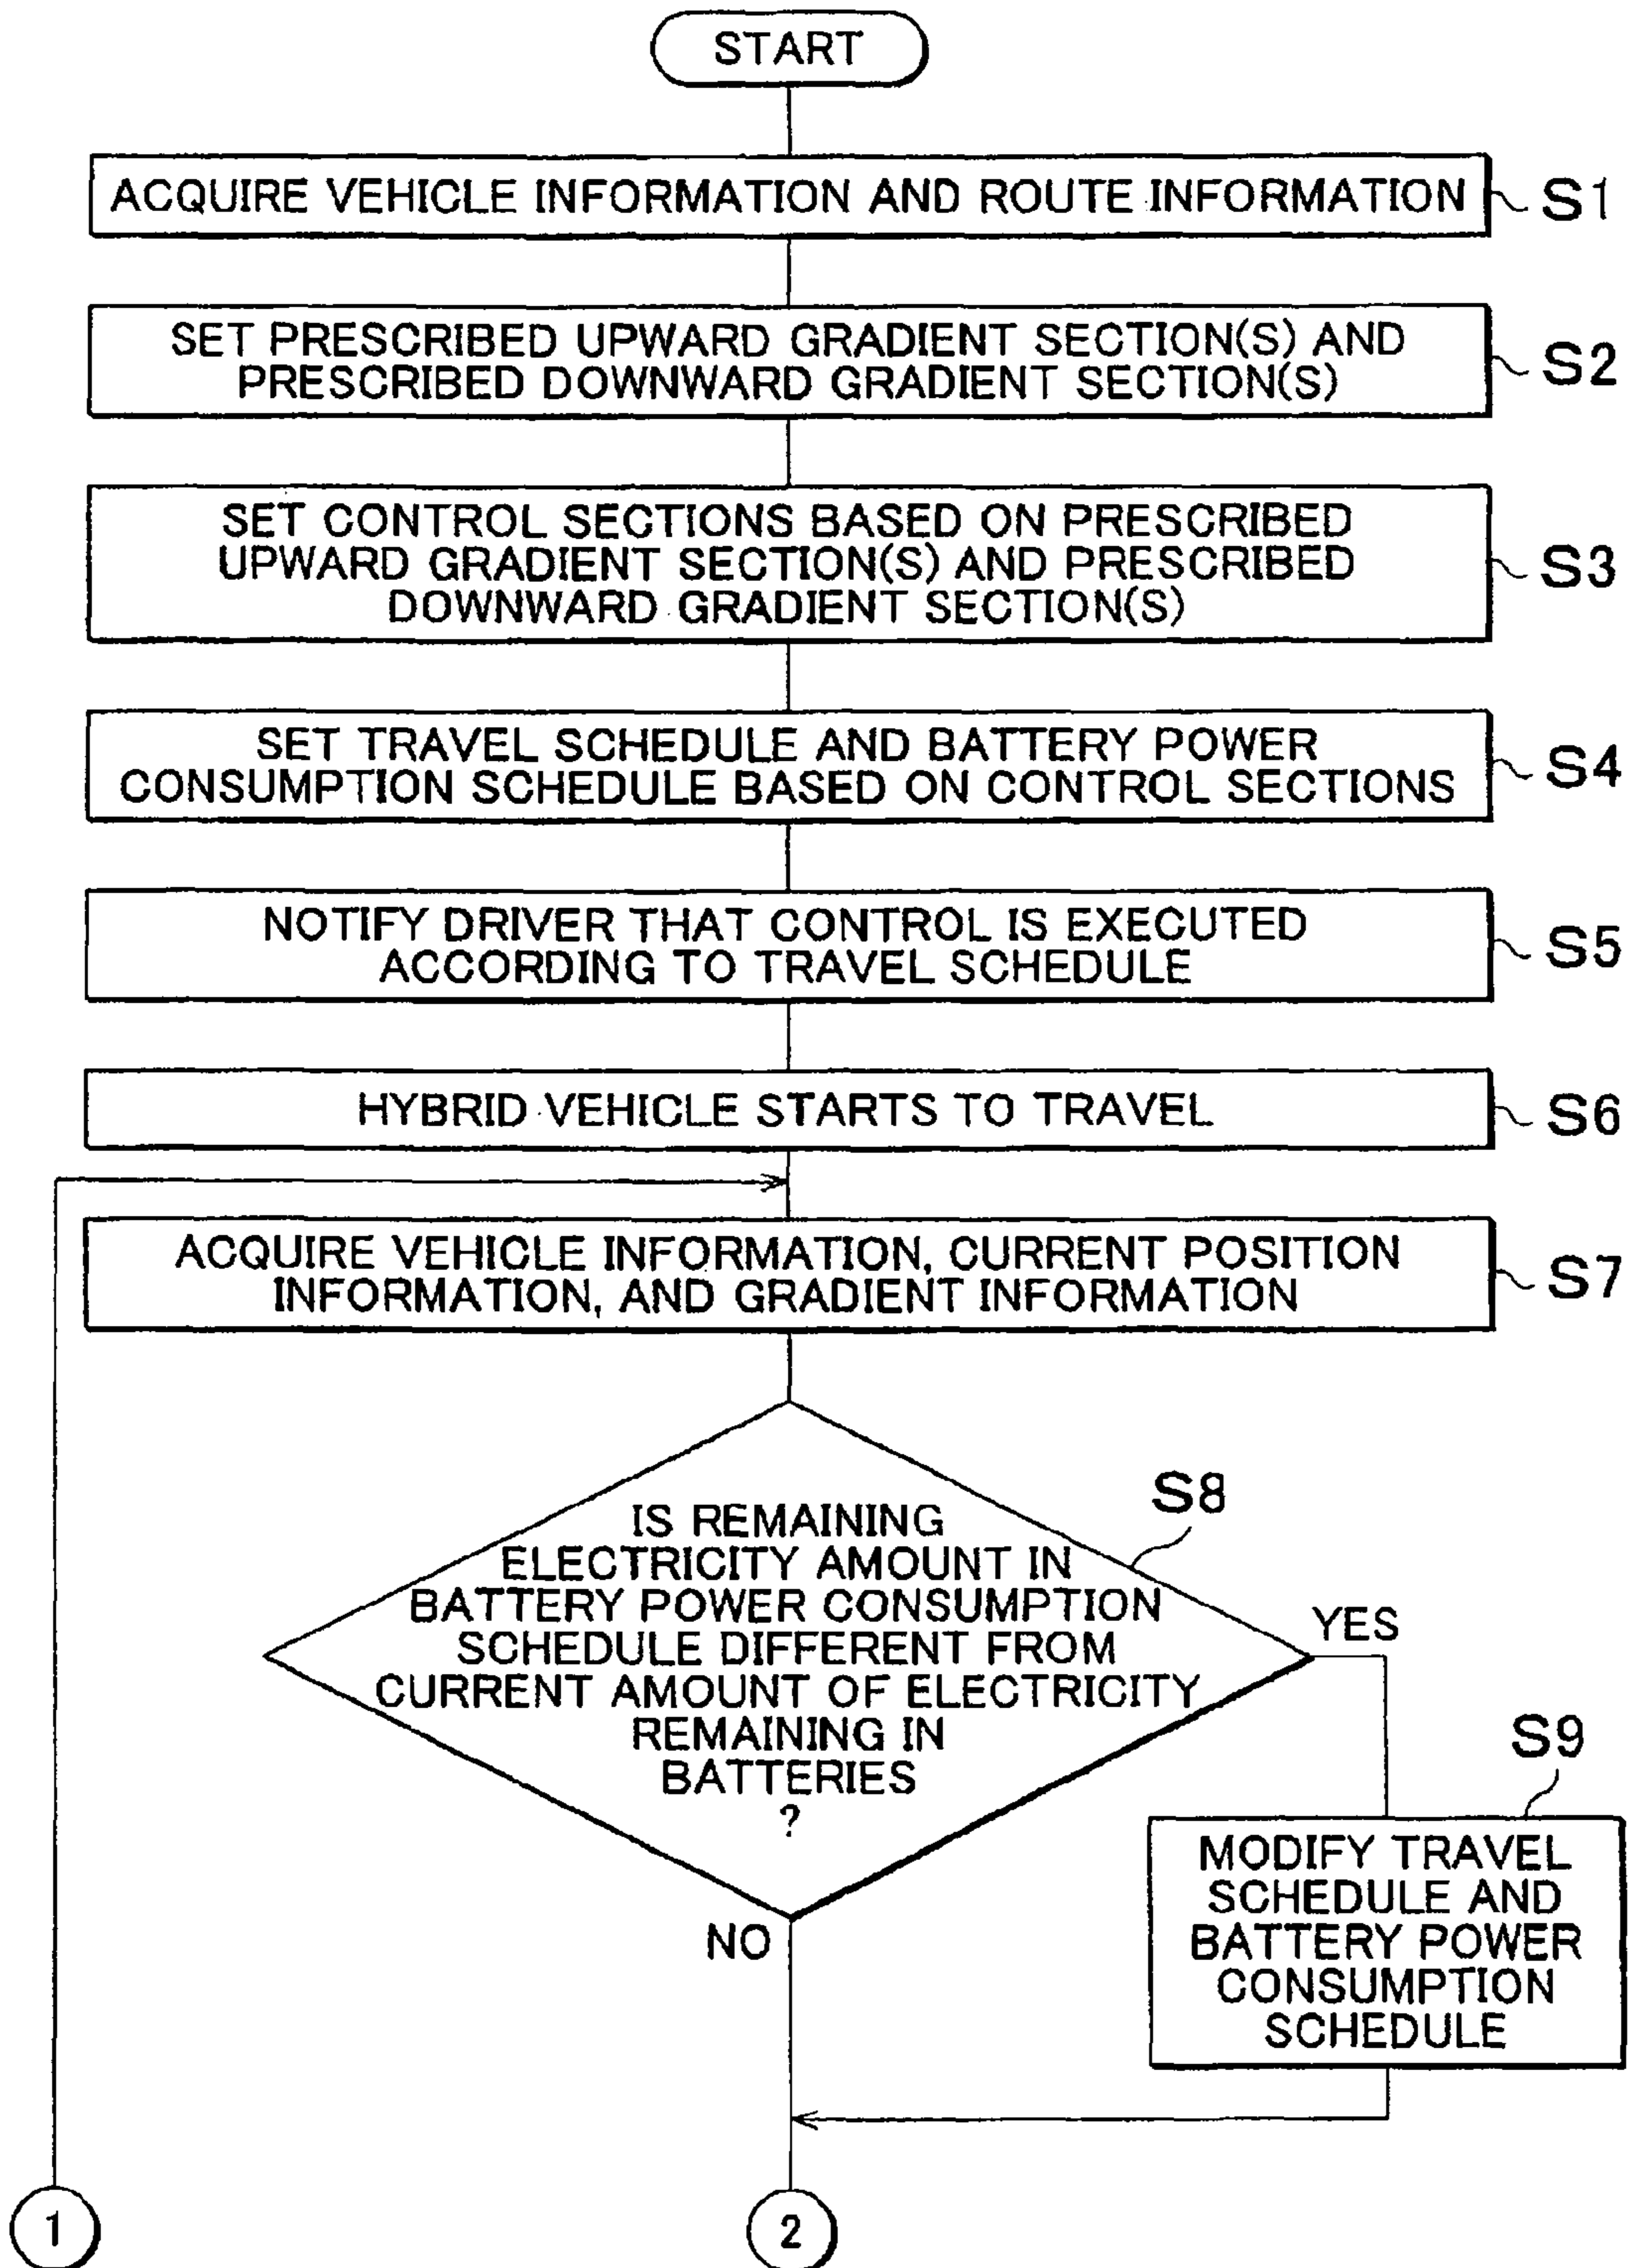 START
ACQUIRE VEHICLE INFORMATION AND ROUTE INFORMATION
S1
SET PRESCRIBED UPWARD GRADIENT SECTION(S) AND
PRESCRIBED DOWNWARD GRADIENT SECTION(S)
S2
SET CONTROL SECTIONS BASED ON PRESCRIBED
UPWARD GRADIENT SECTION(S) AND PRESCRIBED
DOWNWARD GRADIENT SECTION(S)
S3
SET TRAVEL SCHEDULE AND BATTERY POWER
CONSUMPTION SCHEDULE BASED ON CONTROL SECTIONS
S4
NOTIFY DRIVER THAT CONTROL IS EXECUTED
ACCORDING TO TRAVEL SCHEDULE
S5
HYBRID VEHICLE STARTS TO TRAVEL
S6
ACQUIRE VEHICLE INFORMATION, CURRENT POSITION
INFORMATION, AND GRADIENT INFORMATION
S7
S8
IS REMAINING
ELECTRICITY AMOUNT IN
BATTERY POWER CONSUMPTION
SCHEDULE DIFFERENT FROM
CURRENT AMOUNT OF ELECTRICITY
REMAINING IN
BATTERIES
?
YES
S9
MODIFY TRAVEL
SCHEDULE AND
BATTERY POWER
CONSUMPTION
SCHEDULE
NO
1
2